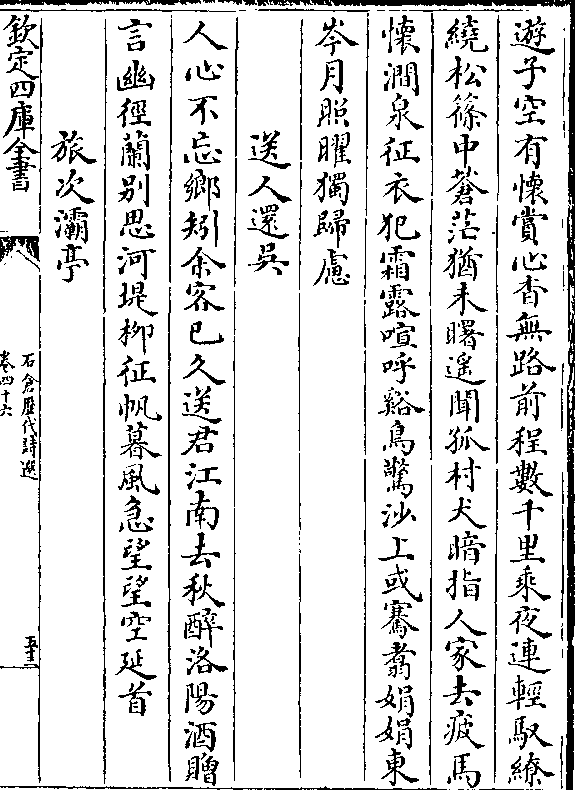 遊子空有懷賞心杳無路前程數千里乘夜連輕馭繚
繞松篠中蒼茫猶未曙遙聞孤村犬暗指人家去疲馬
懷澗泉征衣犯霜露喧呼谿鳥驚沙上或騫翥娟娟東
岑月照曜獨歸慮
送人還吳
人心不忘鄉矧余客已久送君江南去秋醉洛陽酒贈
言幽徑蘭別思河堤柳征帆暮風急望望空延首
旅次灞亭
欽定四庫全書
石倉歷代詩選
卷四十六